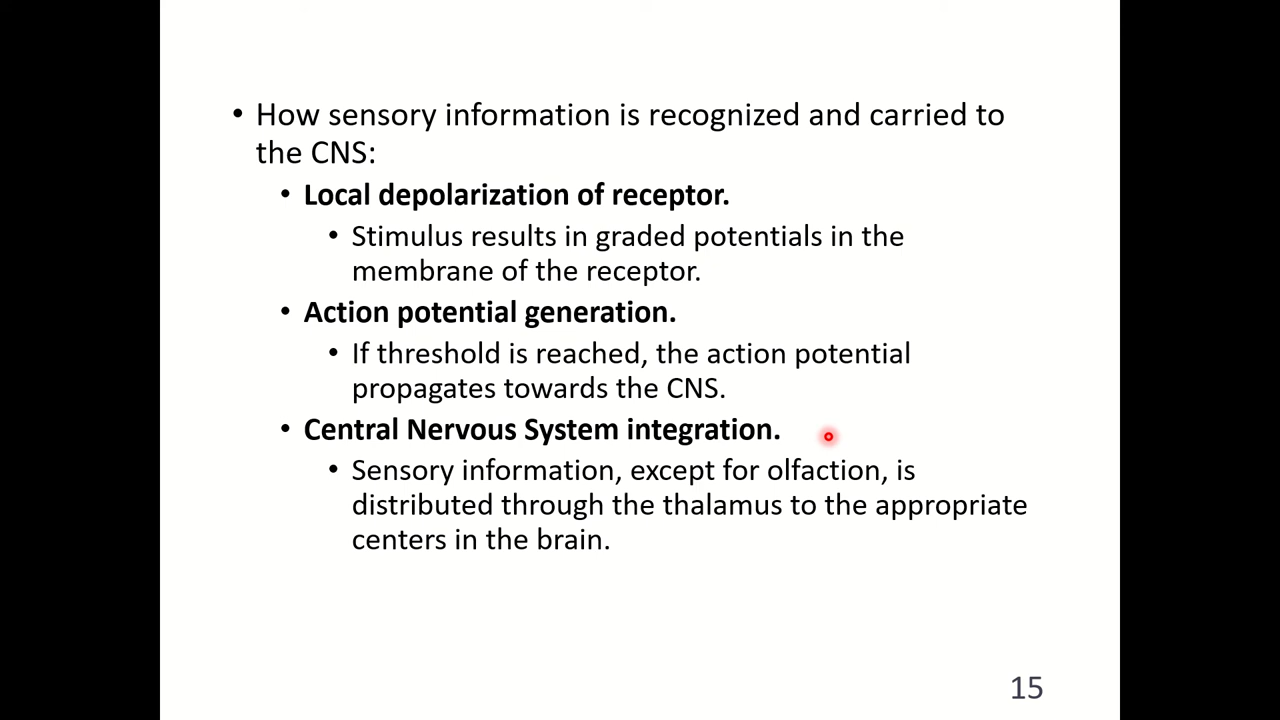 • How sensory information is recognized and carried to
the CNS:
• Local depolarization of receptor.
• Stimulus results in graded potentials in the
membrane of the receptor.
• Action potential generation.
• If threshold is reached, the action potential
propagates towards the CNS.
• Central Nervous System integration.
• Sensory information, except for olfaction, is
distributed through the thalamus to the appropriate
centers in the brain.
15